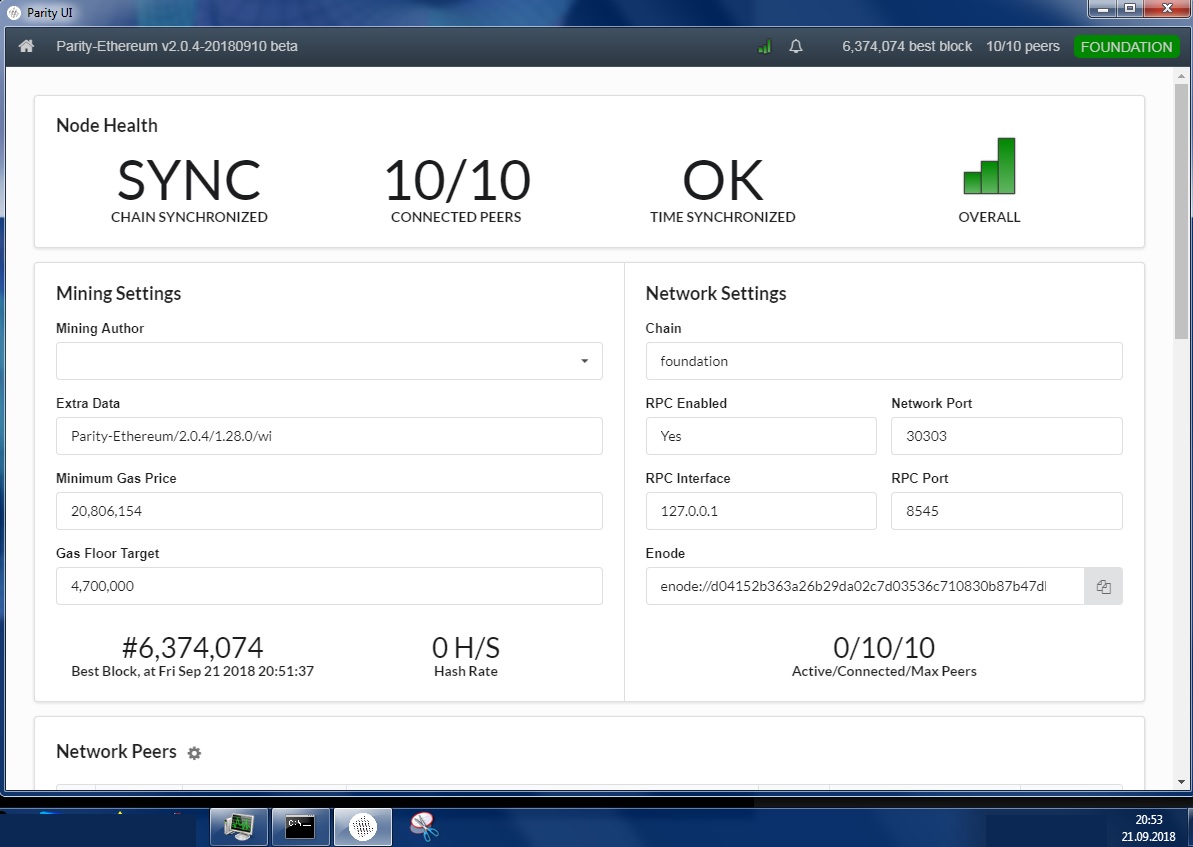 Parity UI
Parity-Ethereum v2.0.4-20180910 beta
6,374,074 best block 10/10 peers FOUNDATION
Node Health
SYNC 10/10 OK
CHAIN SYNCHRONIZED CONNECTED PEERS TIME SYNCHRONIZED OVERALL
Mining Settings
Mining Author
Extra Data
Parity-Ethereum/2.0.4/1.28.0/wi
Minimum Gas Price
20,806,154
Gas Floor Target
4,700,000
#6,374,074 0 H/S
Best Block, at Fri Sep 21 2018 20:51:37 Hash Rate
Network Settings
Chain
foundation
RPC Enabled Network Port
Yes 30303
RPC Interface RPC Port
127.0.0.1 8545
Enode
enode://d04152b363a26b29da02c7d03536c710830b87b47d
0/10/10
Active/Connected/Max Peers
Network Peers
C:\_
20:53
21.09.2018